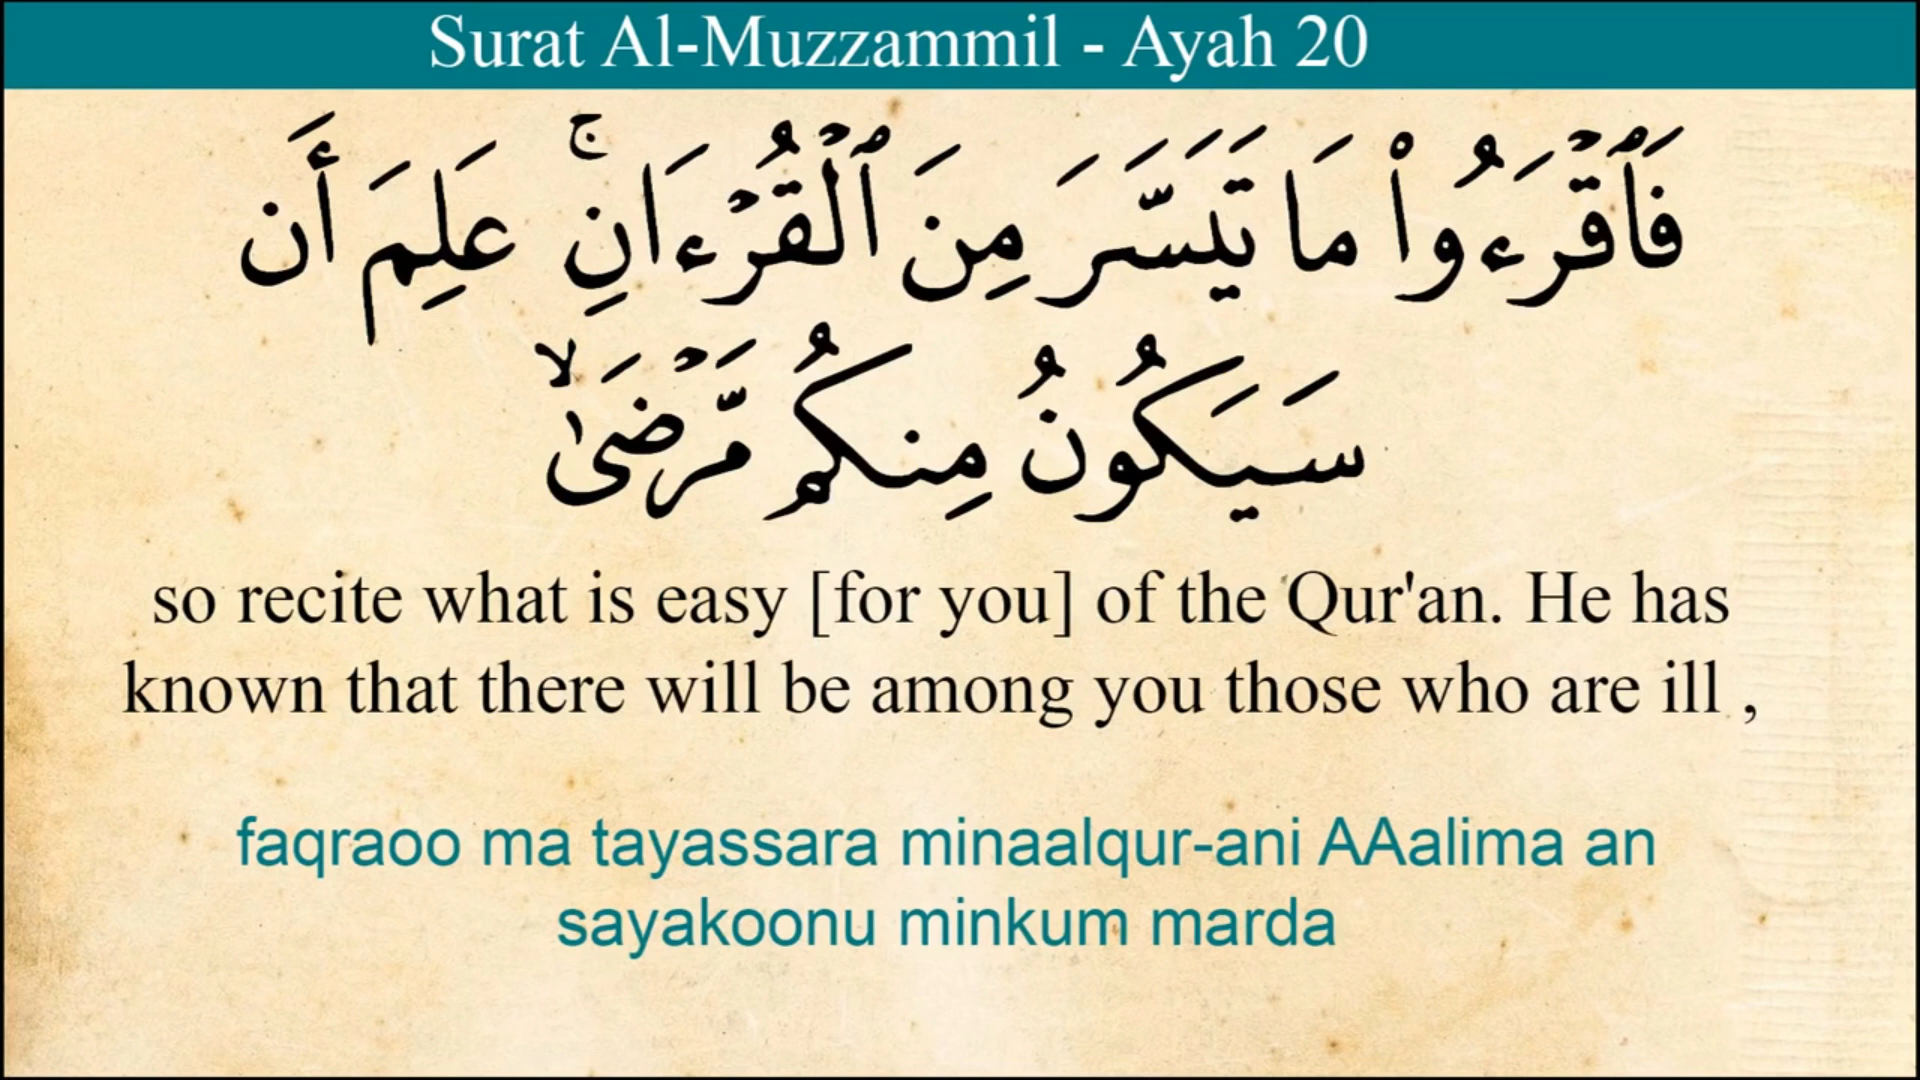 Surat Al-Muzzammil - Ayah 20
فَٱقۡرَءُواْ مَا تَيَسَّرَ مِنَ ٱلۡقُرۡءَانِۚ عَلِمَ أَن
سَيَكُونُ مِنكُم مَّرۡضَىٰۙ
so recite what is easy [for you] of the Qur'an. He has
known that there will be among you those who are ill ,
faqraoo ma tayassara minaalqur-ani AAalima an
sayakoonu minkum marda